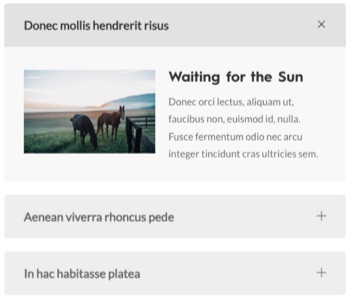 Donec mollis hendrerit risus
Waiting for the Sun
Donec orci lectus, aliquam ut,
faucibus non, euismod id, nulla.
Fusce fermentum odio nec arcu
integer tincidunt cras ultricies sem.
Aenean viverra rhoncus pede
In hac habitasse platea